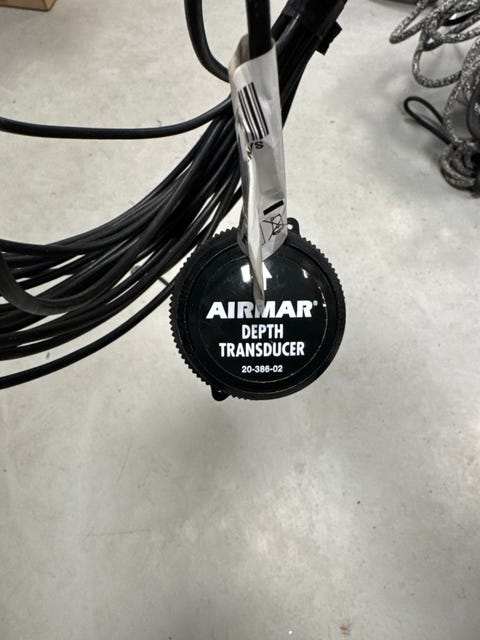 AIRMAR®
DEPTH
TRANSDUCER
20-386-02